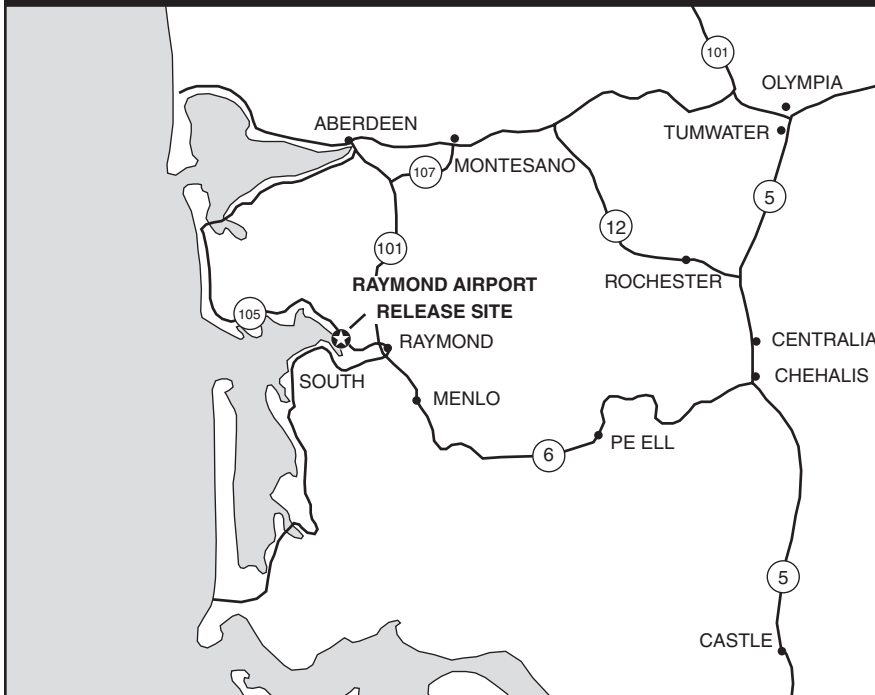 101
OLYMPIA
ABERDEEN
TUMWATER
MONTESANO
107
5
12
101
ROCHESTER
RAYMOND AIRPORT
RELEASE SITE
105
RAYMOND
CENTRALIA
SOUTH
CHEHALIS
MENLO
PE ELL
6
5
CASTLE